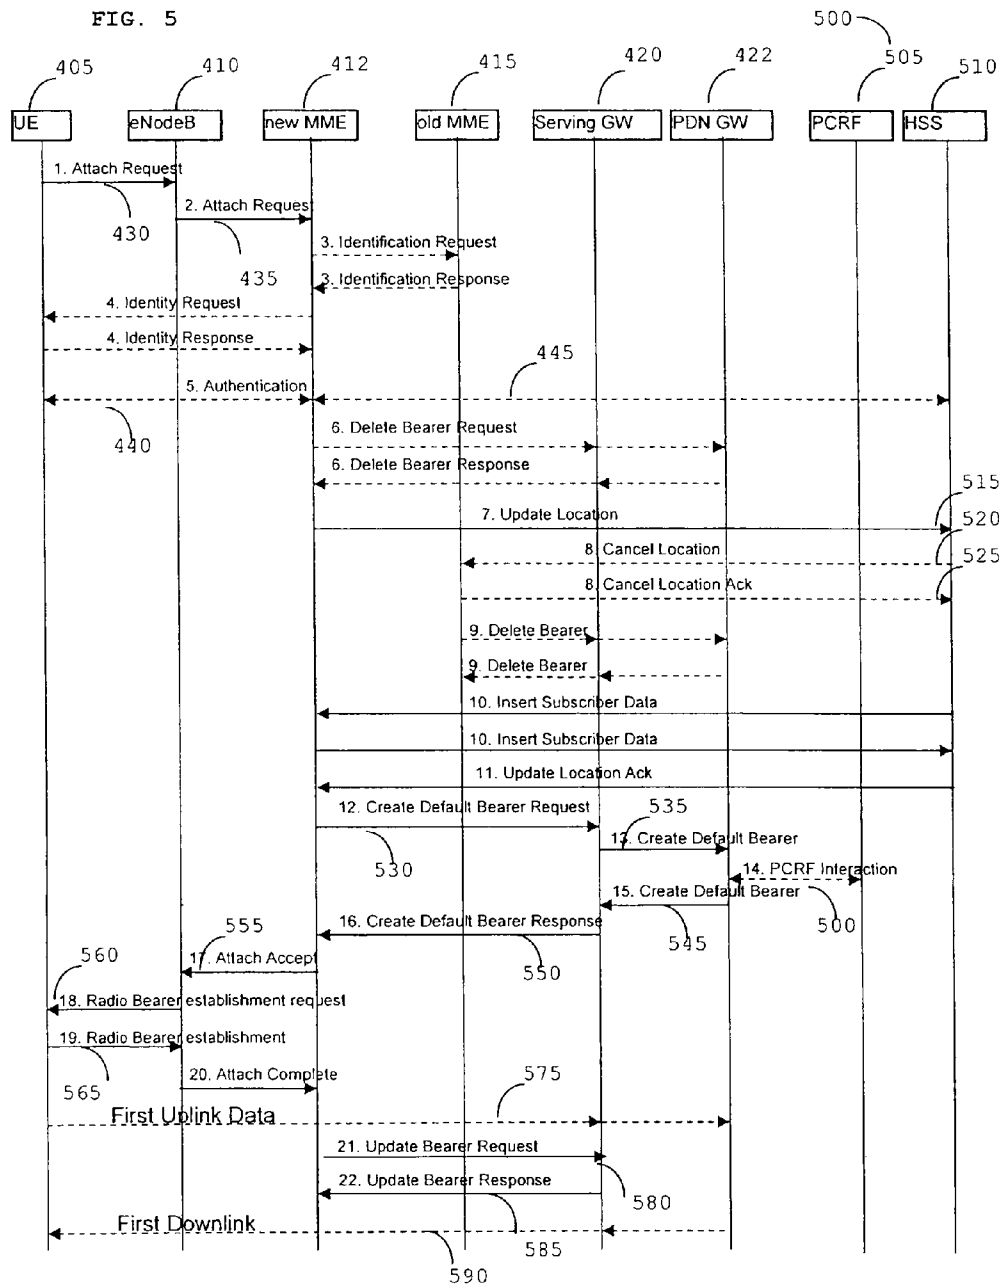 FIG. 5
500
405 410 412 415 420 422 505 510
UE eNodeB new MME old MME Serving GW PDN GW PCRF HSS
1. Attach Request
430
2. Attach Request
435
3. Identification Request
3. Identification Response
4. Identity Request
4. Identity Response
445
5. Authentication
440
6. Delete Bearer Request
6. Delete Bearer Response
515
7. Update Location
520
8. Cancel Location
525
8. Cancel Location Ack
9. Delete Bearer
9. Delete Bearer
10. Insert Subscriber Data
10. Insert Subscriber Data
11. Update Location Ack
12. Create Default Bearer Request
535
530
13. Create Default Bearer
14. PCRF Interaction
500
15. Create Default Bearer
545
16. Create Default Bearer Response
550
555
17. Attach Accept
560
18. Radio Bearer establishment request
19. Radio Bearer establishment
565
20. Attach Complete
575
First Uplink Data
21. Update Bearer Request
580
22. Update Bearer Response
585
First Downlink
590